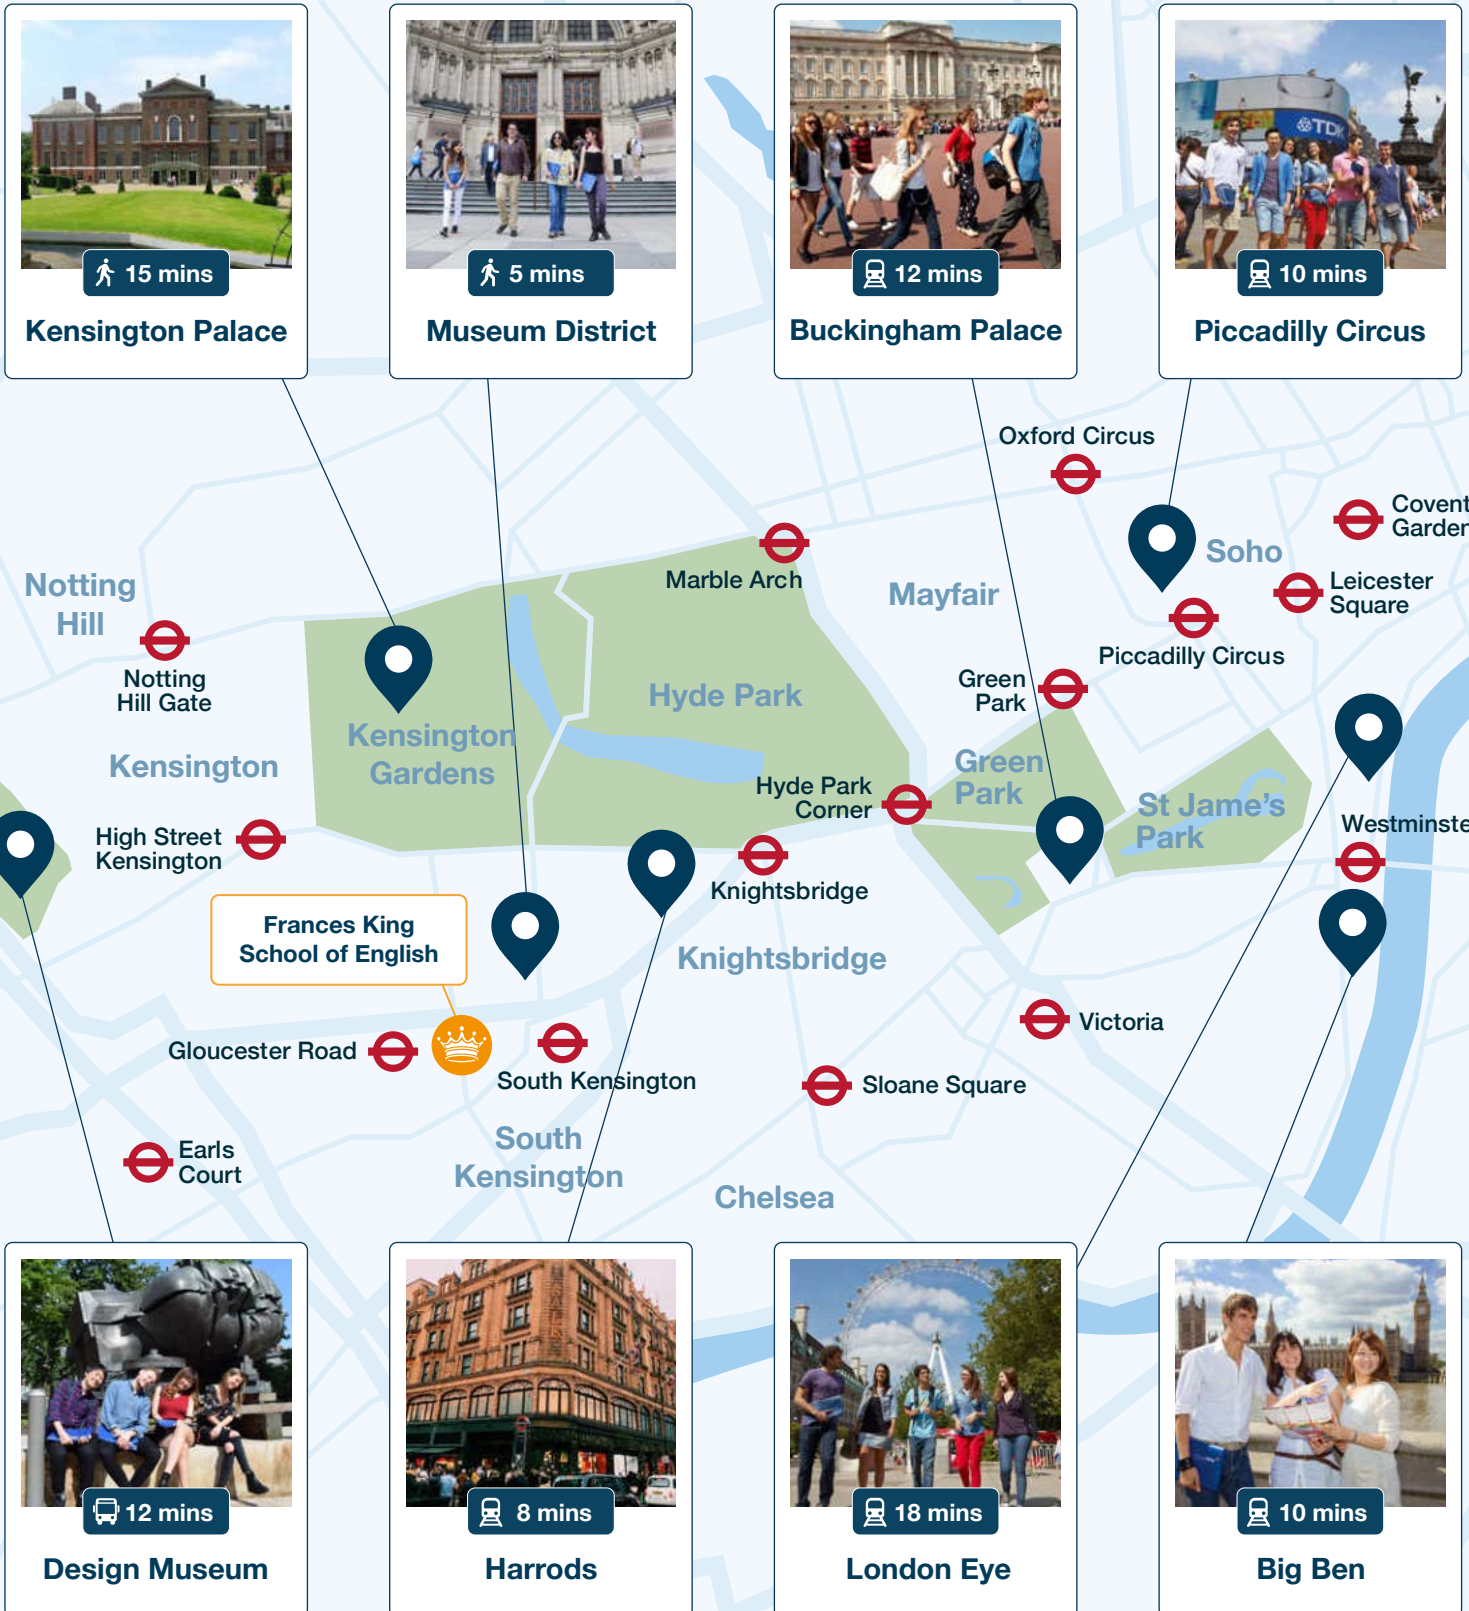 15 mins
Kensington Palace
5 mins
Museum District
12 mins
Buckingham Palace
TDK
10 mins
Piccadilly Circus
Oxford Circus
Covent
Garden
Soho
Marble Arch
Leicester
Square
Notting
Hill
Mayfair
Piccadilly Circus
Notting
Hill Gate
Green
Park
Hyde Park
Kensington
Gardens
Kensington
Green
Park
Hyde Park
Corner
St Jame's
Park
Westminste
High Street
Kensington
Knightsbridge
Frances King
School of English
Knightsbridge
Victoria
Gloucester Road
South Kensington
Sloane Square
Earls
Court
South
Kensington
Chelsea
12 mins
Design Museum
8 mins
Harrods
18 mins
London Eye
10 mins
Big Ben